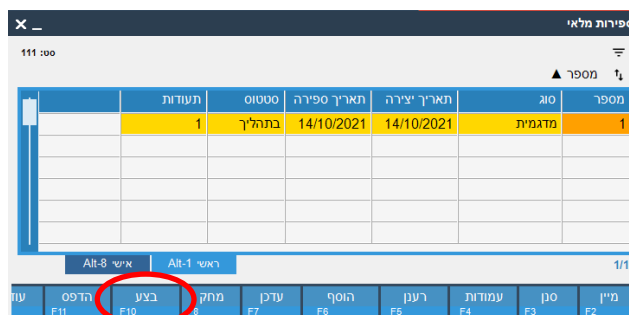 ספירות מלאי
סט: 111
מספר ▲
מספר סוג תאריך יצירה תאריך ספירה סטטוס תעודות
1 מדגמית 14/10/2021 14/10/2021 בתהליך 1
ראשי Alt-1 אישי Alt-8
1/1
מיין סנן עמודות רענן הוסף עדכן מחק בצע הדפס
F2 F3 F4 F5 F6 F7 F10 F11